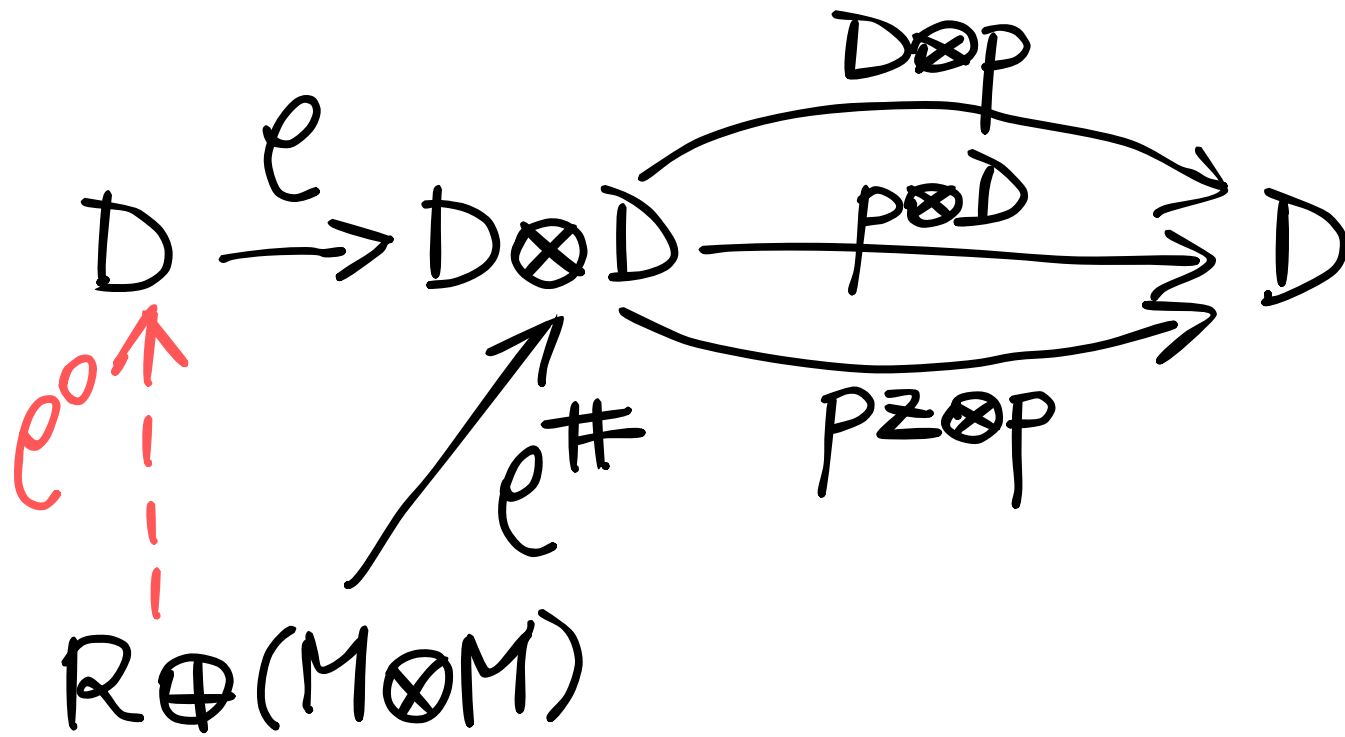 D⊗p
e
p⊗D
D → D⊗D → D
e⁰
e^#
pz⊗p
R⊕(M⊗M)